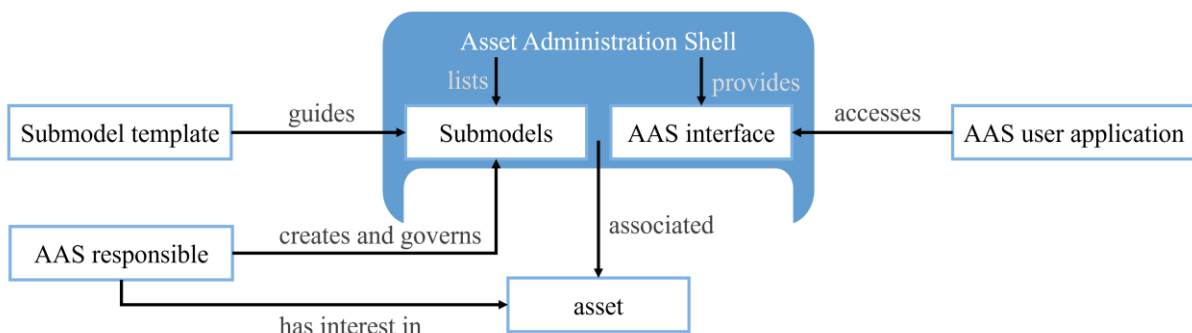 Asset Administration Shell
lists
provides
guides
accesses
Submodel template
Submodels
AAS interface
AAS user application
associated
creates and governs
AAS responsible
asset
has interest in